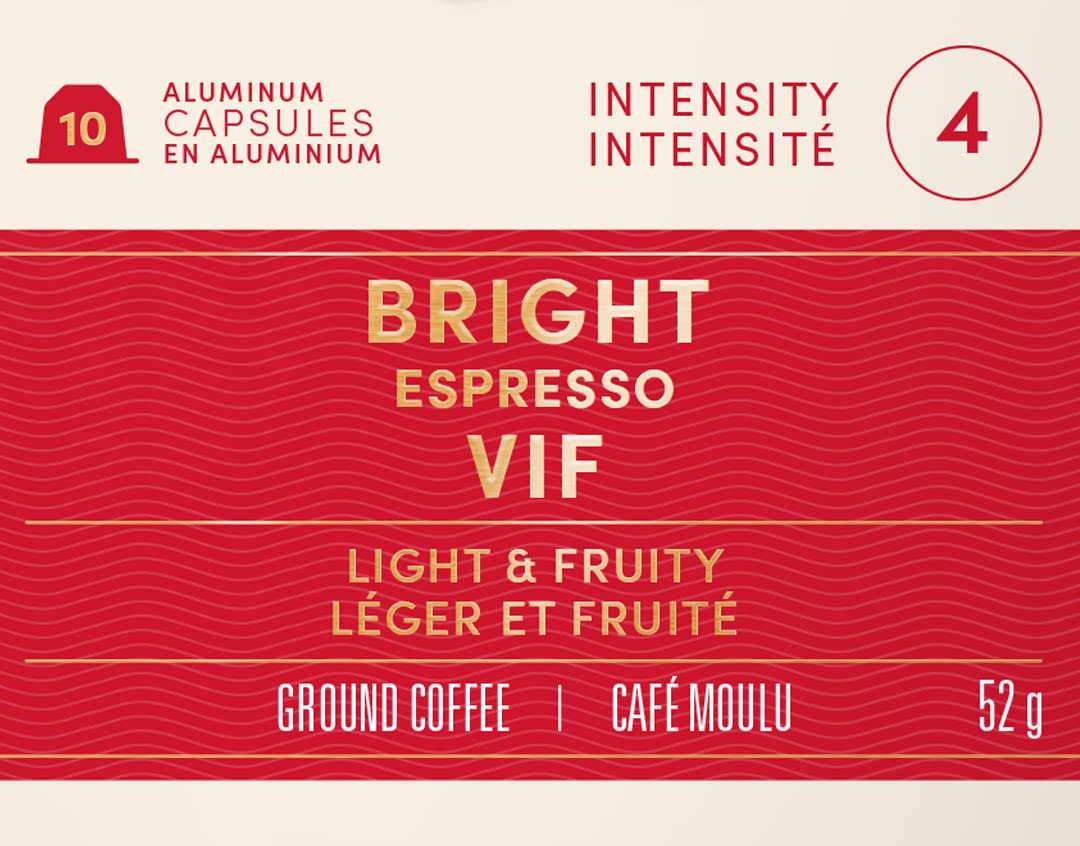 10
ALUMINUM
CAPSULES
EN ALUMINIUM
INTENSITY
INTENSITÉ
4
BRIGHT
ESPRESSO
VIF
LIGHT & FRUITY
LÉGER ET FRUITÉ
GROUND COFFEE | CAFÉ MOULU 52 g